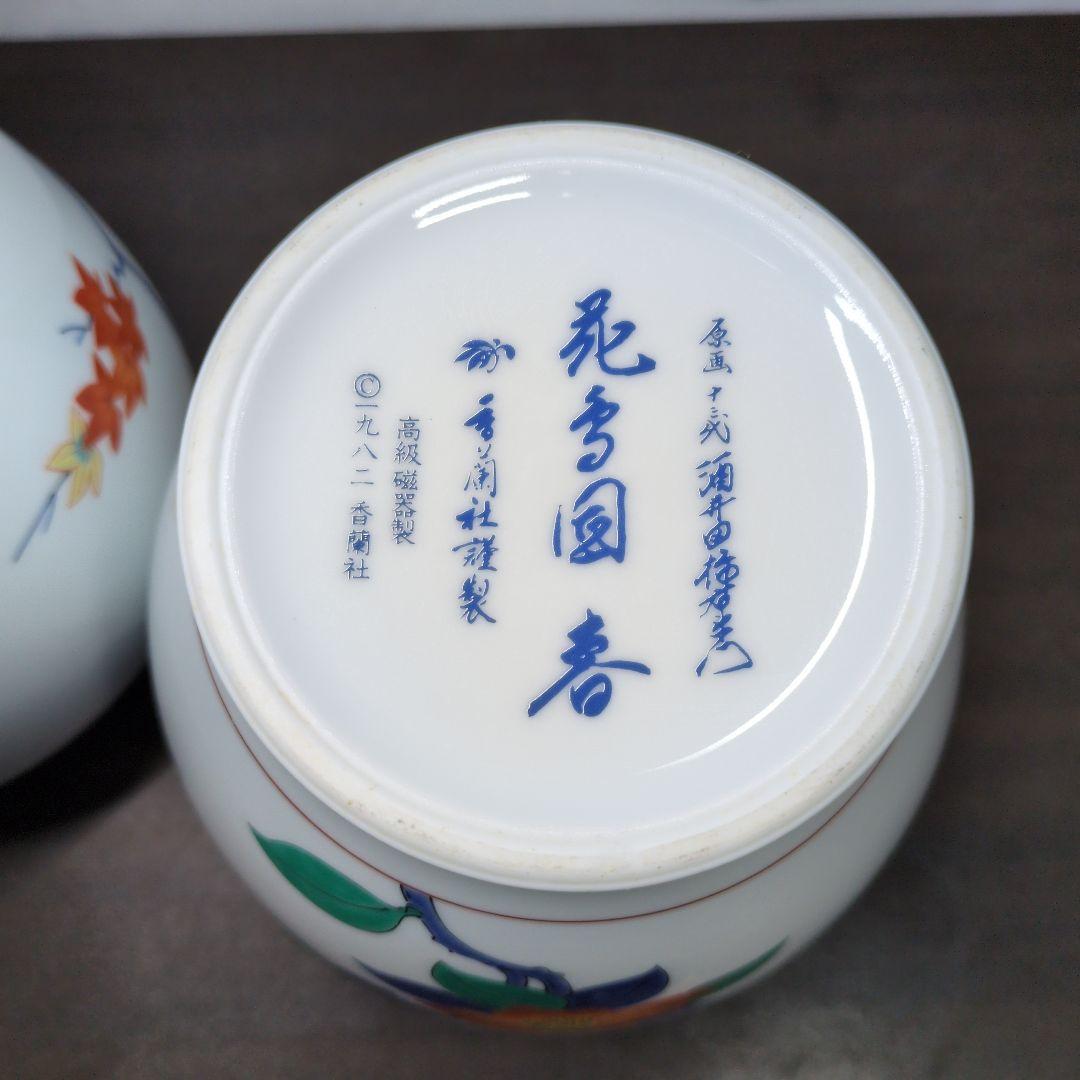 原画 十三代 酒井田柿右衛門
花鳥図 春
香蘭社謹製
高級磁器製
©一九八二 香蘭社